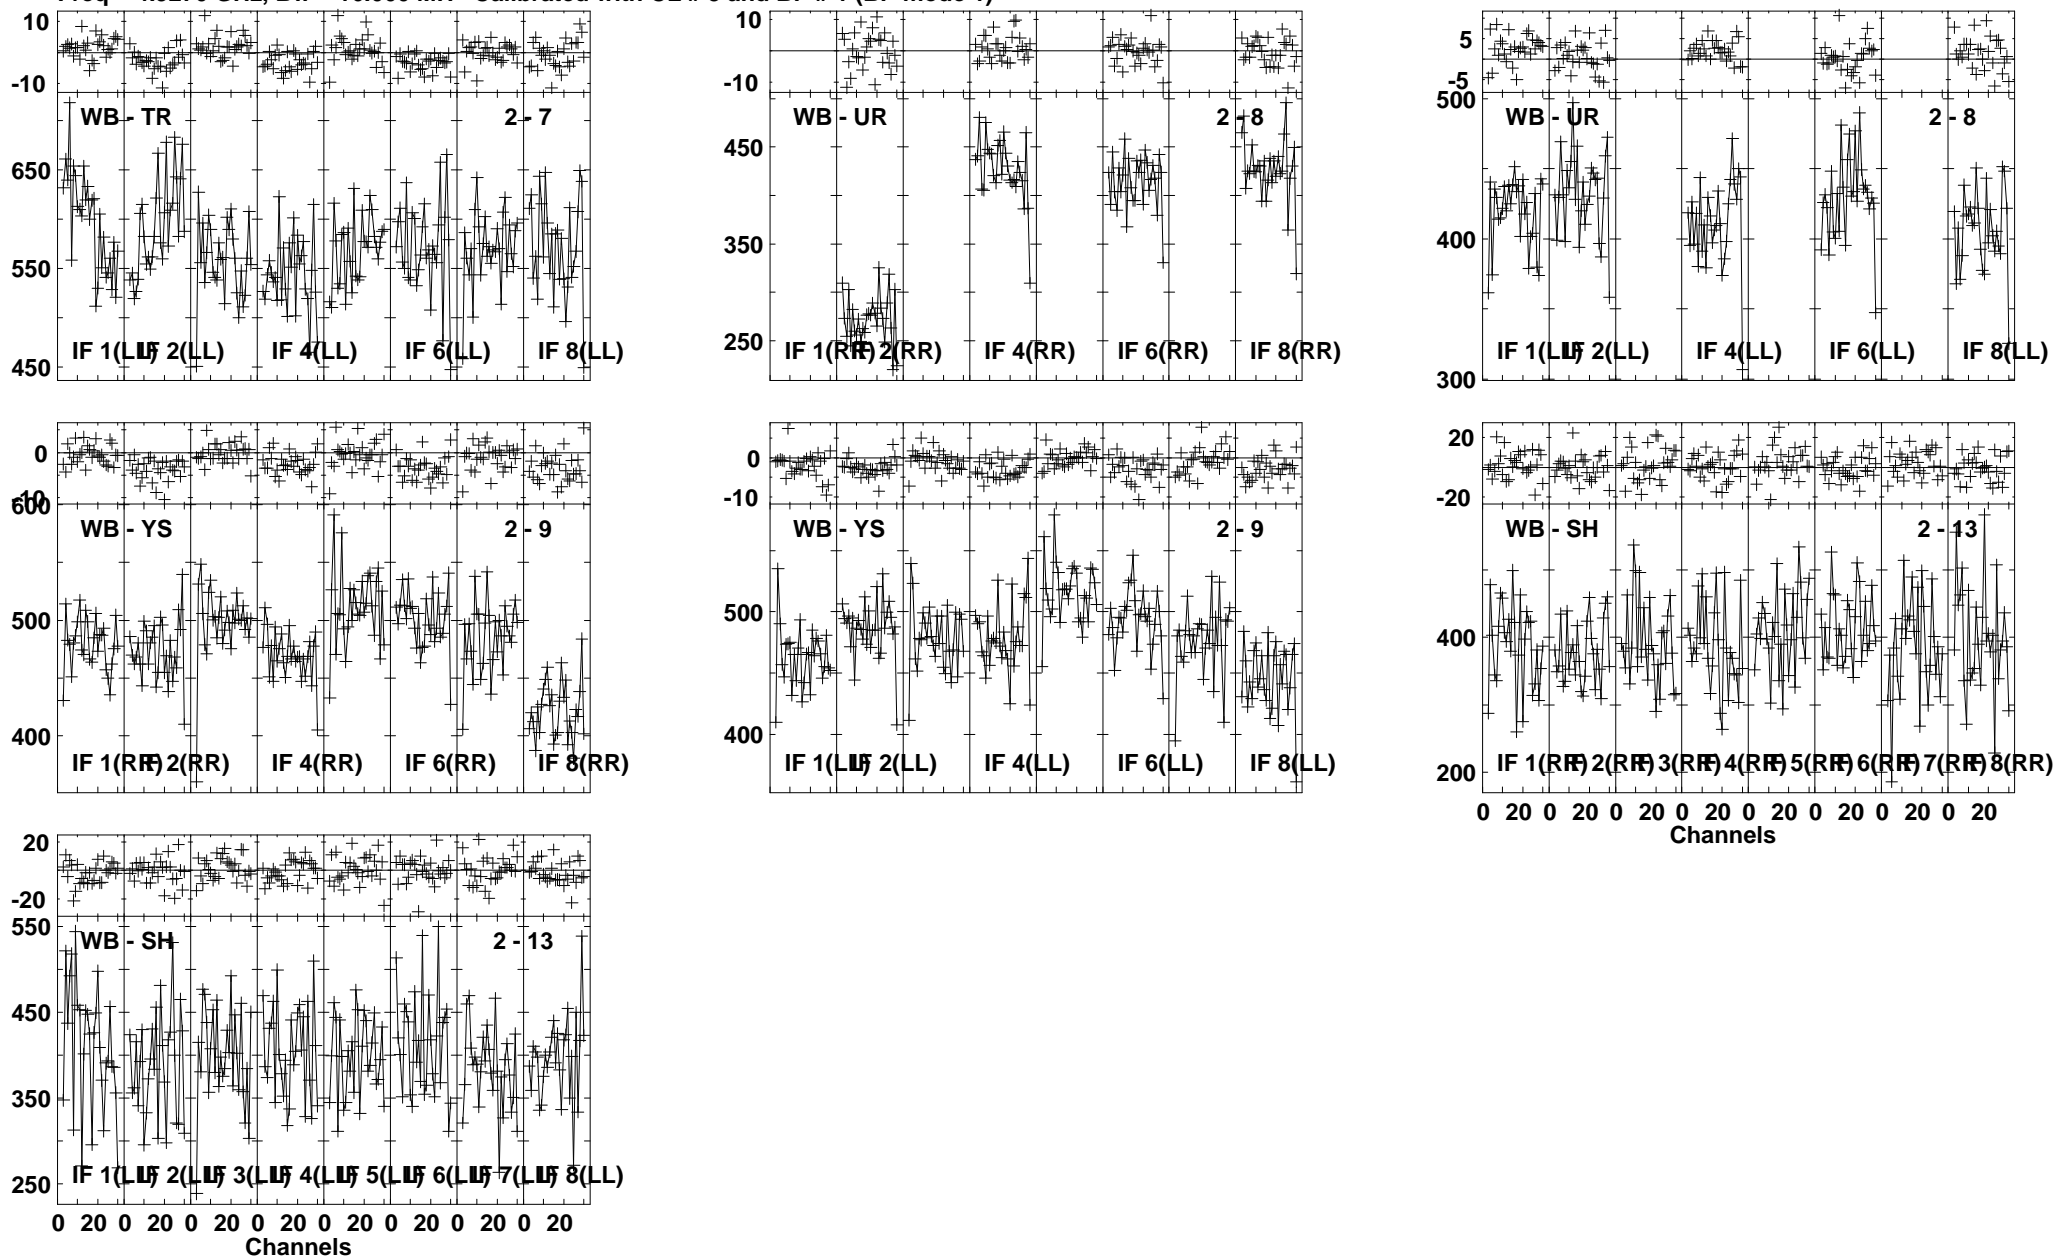 10
-10
WB - TR 2 - 7
650
550
450
IF 1(LL) IF 2(LL) IF 4(LL) IF 6(LL) IF 8(LL)
10
-10
WB - UR 2 - 8
450
350
250
IF 1(RR) IF 2(RR) IF 4(RR) IF 6(RR) IF 8(RR)
5
-5
500
WB - UR 2 - 8
400
300
IF 1(LL) IF 2(LL) IF 4(LL) IF 6(LL) IF 8(LL)
0
-10
600
WB - YS 2 - 9
500
400
IF 1(RR) IF 2(RR) IF 4(RR) IF 6(RR) IF 8(RR)
0
-10
WB - YS 2 - 9
500
400
IF 1(LL) IF 2(LL) IF 4(LL) IF 6(LL) IF 8(LL)
20
-20
WB - SH 2 - 13
400
200
IF 1(RR) IF 2(RR) IF 3(RR) IF 4(RR) IF 5(RR) IF 6(RR) IF 7(RR) IF 8(RR)
0 20 0 20 0 20 0 20 0 20 0 20 0 20 0 20
Channels
20
-20
550
WB - SH 2 - 13
450
350
250
IF 1(LL) IF 2(LL) IF 3(LL) IF 4(LL) IF 5(LL) IF 6(LL) IF 7(LL) IF 8(LL)
0 20 0 20 0 20 0 20 0 20 0 20 0 20 0 20
Channels